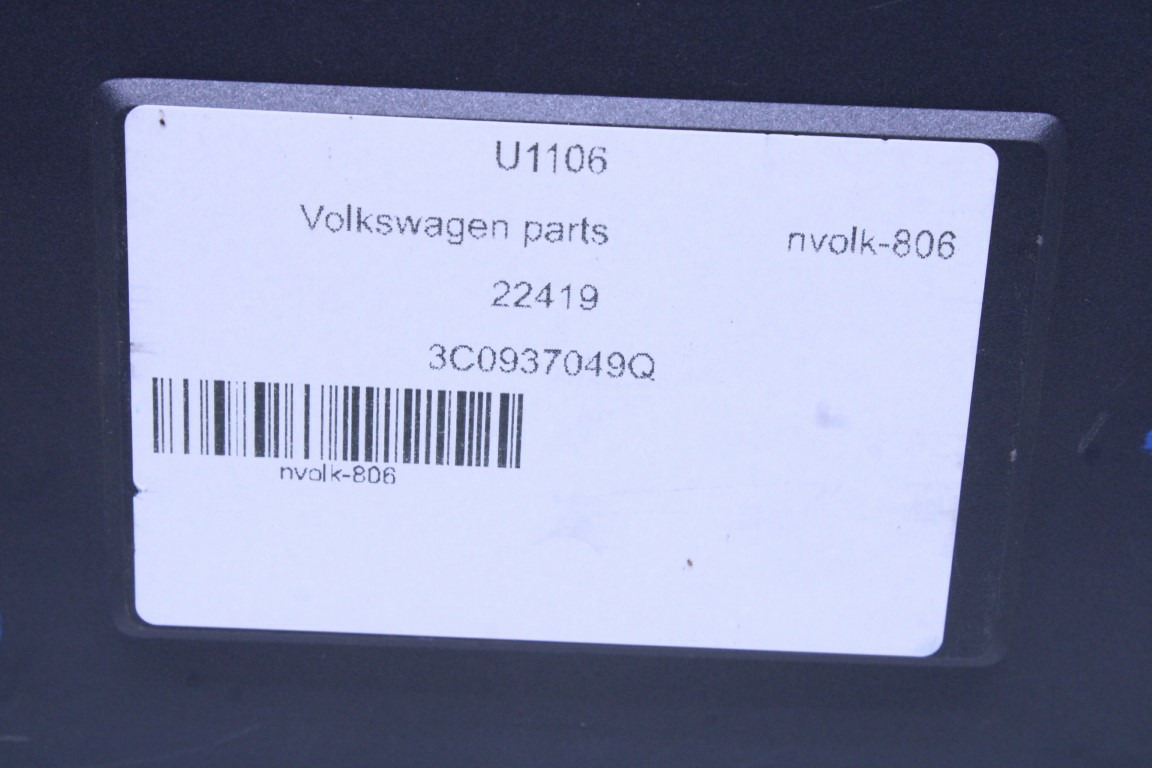 U1106
Volkswagen parts nvolk-806
22419
3C0937049Q
nvolk-806